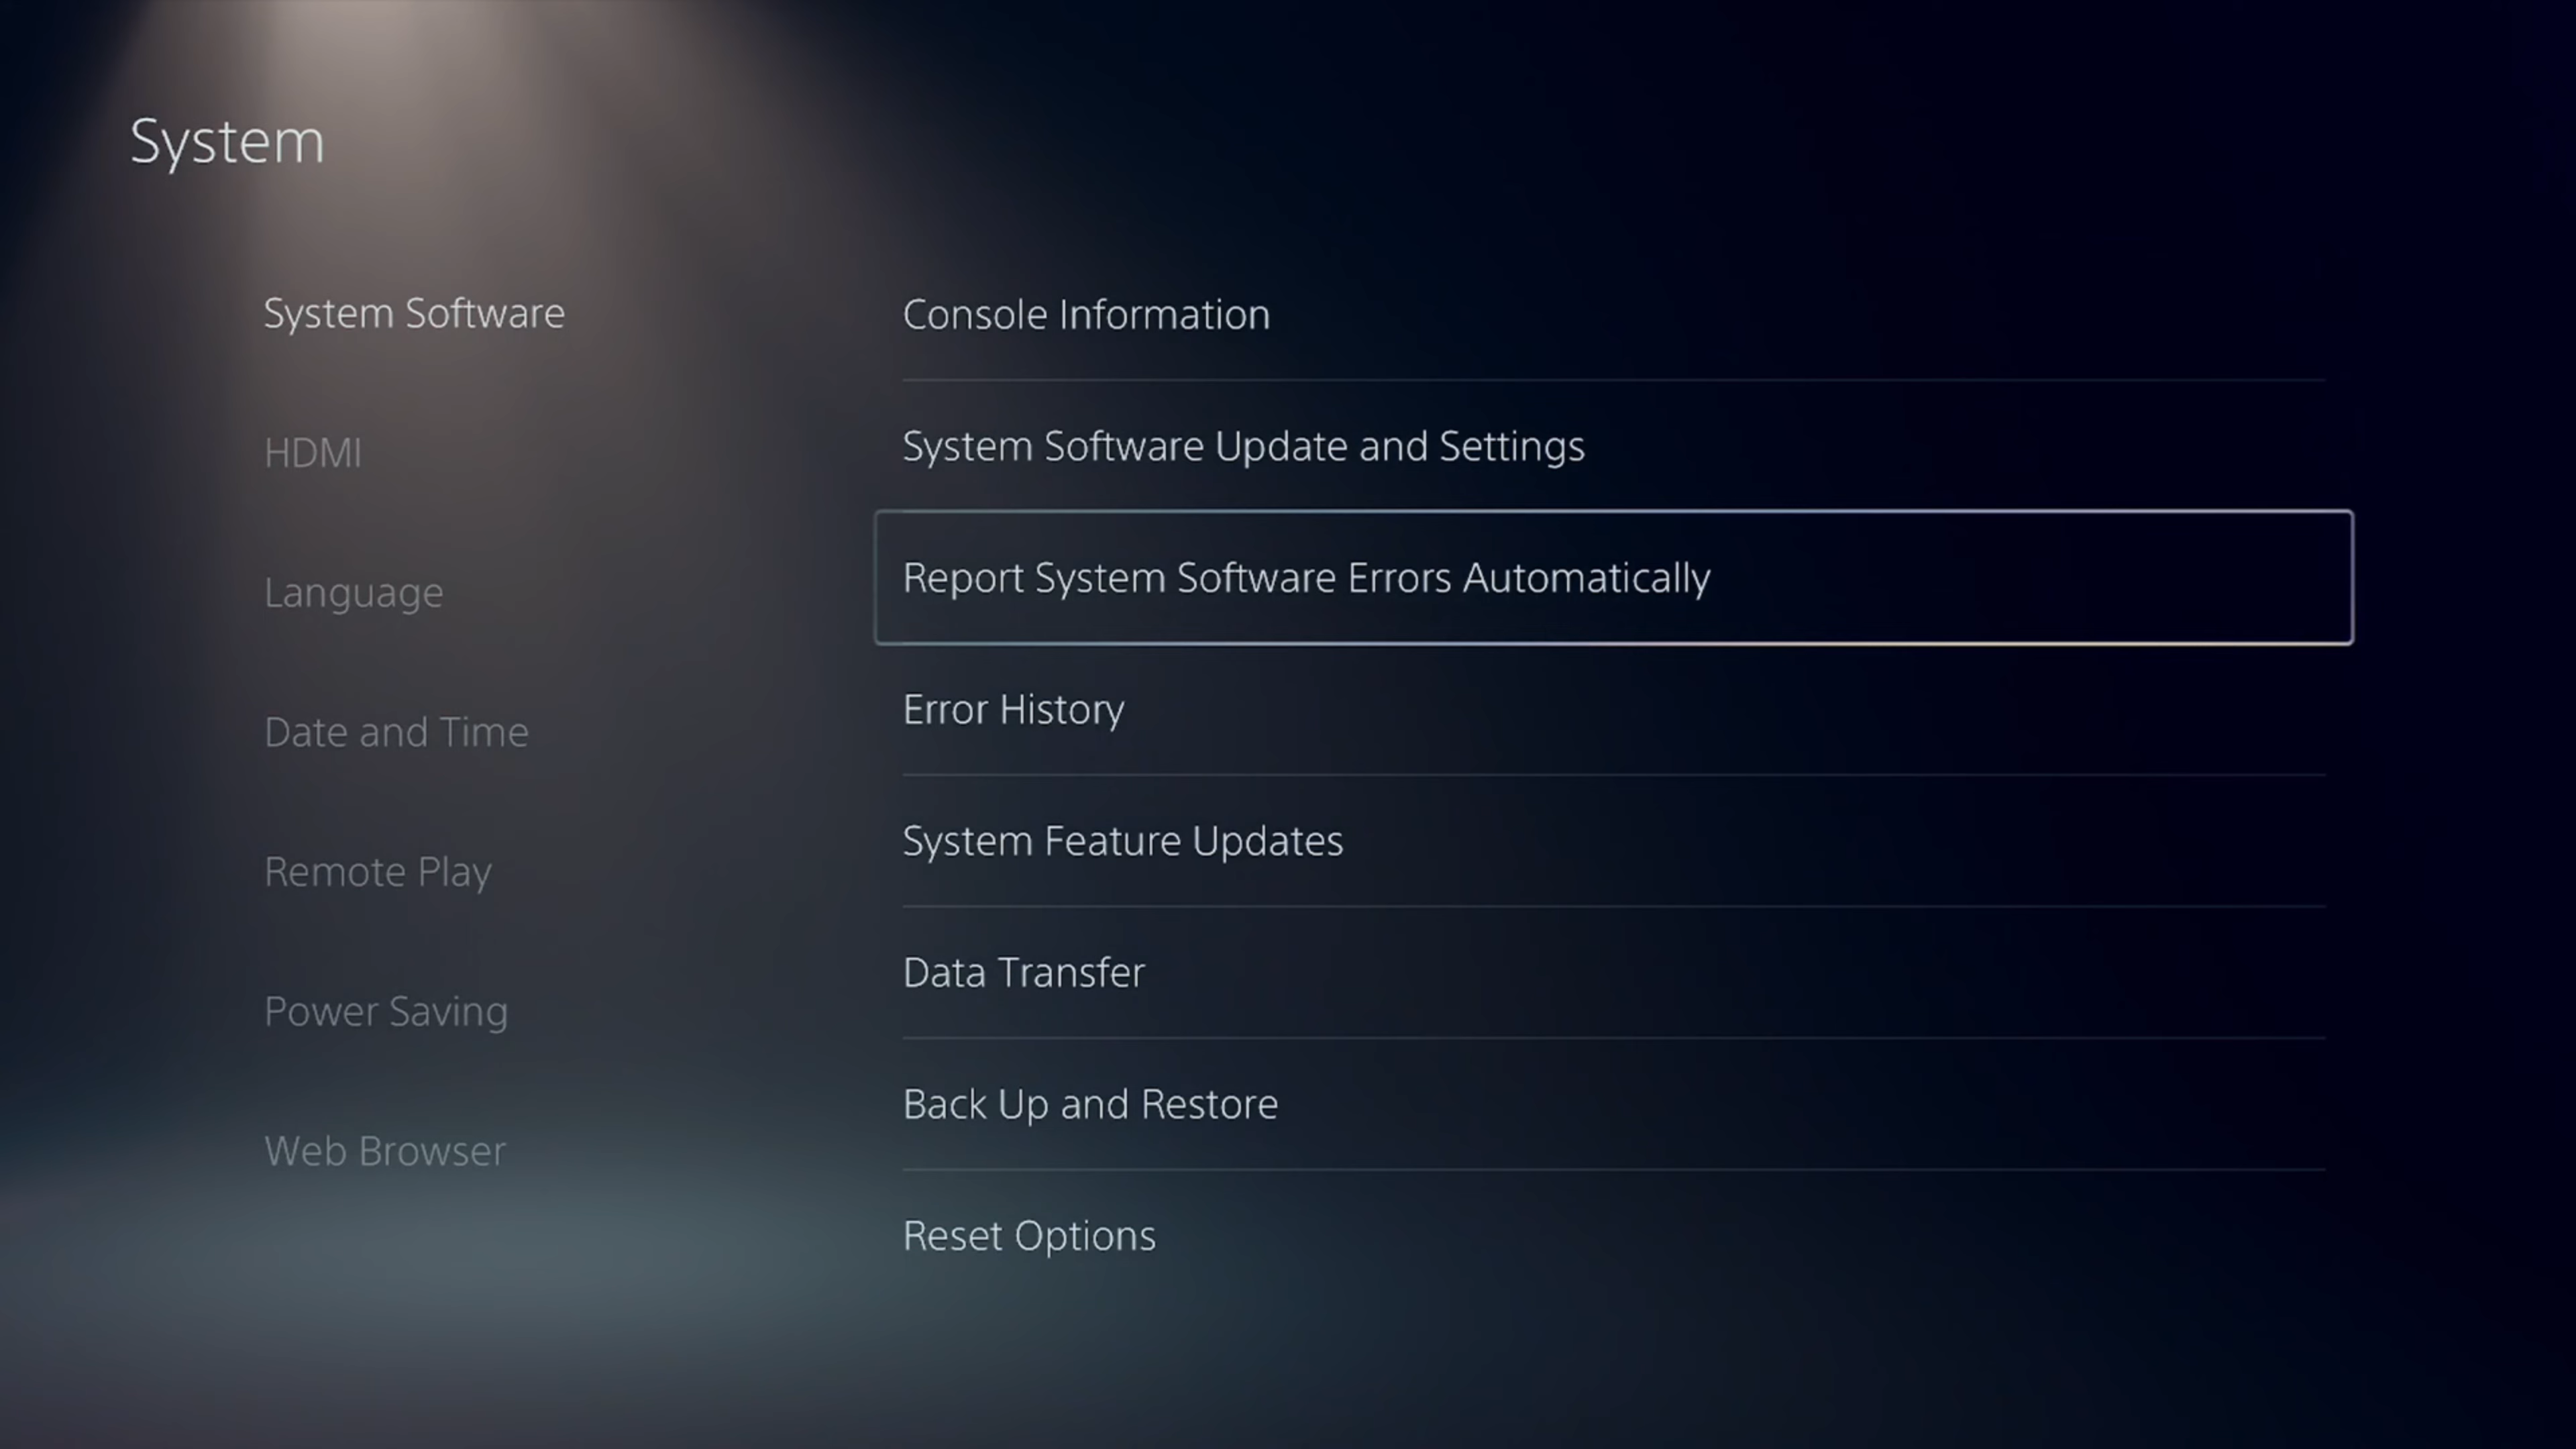 System
System Software
HDMI
Language
Date and Time
Remote Play
Power Saving
Web Browser
Console Information
System Software Update and Settings
Report System Software Errors Automatically
Error History
System Feature Updates
Data Transfer
Back Up and Restore
Reset Options